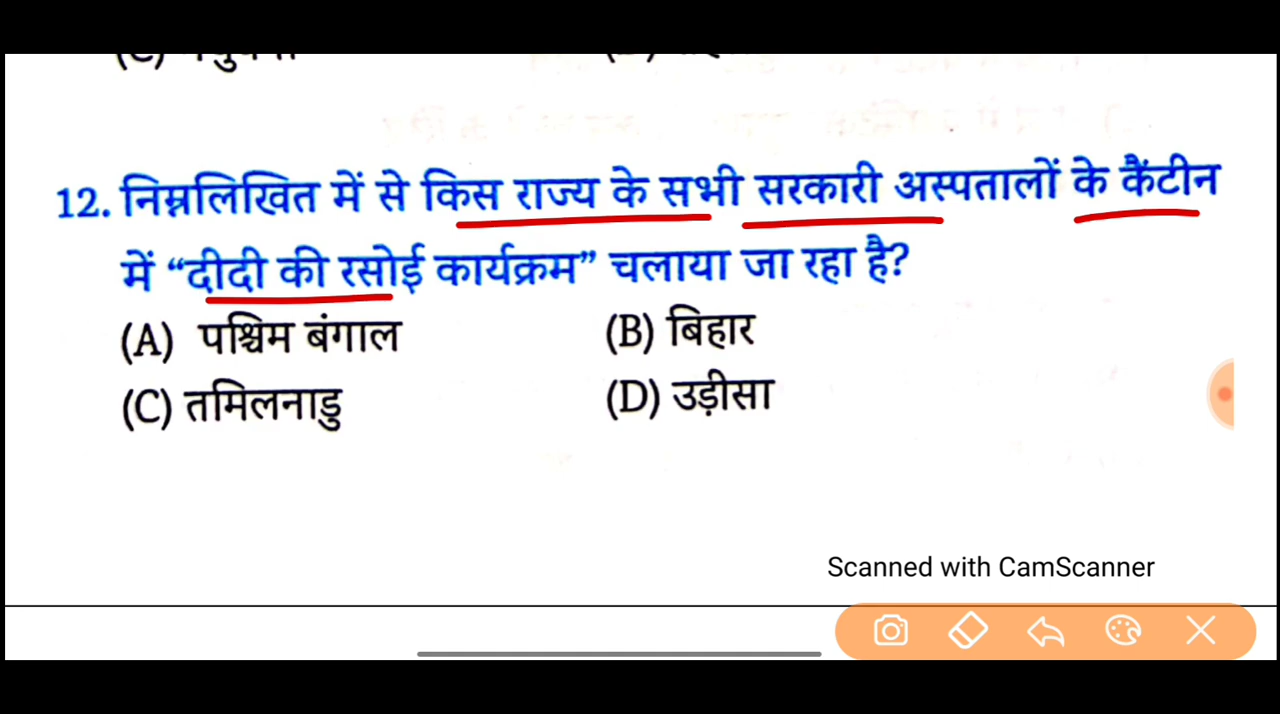 12. निम्नलिखित में से किस राज्य के सभी सरकारी अस्पतालों के कैंटीन
में “दीदी की रसोई कार्यक्रम” चलाया जा रहा है?
(A) पश्चिम बंगाल (B) बिहार
(C) तमिलनाडु (D) उड़ीसा
Scanned with CamScanner